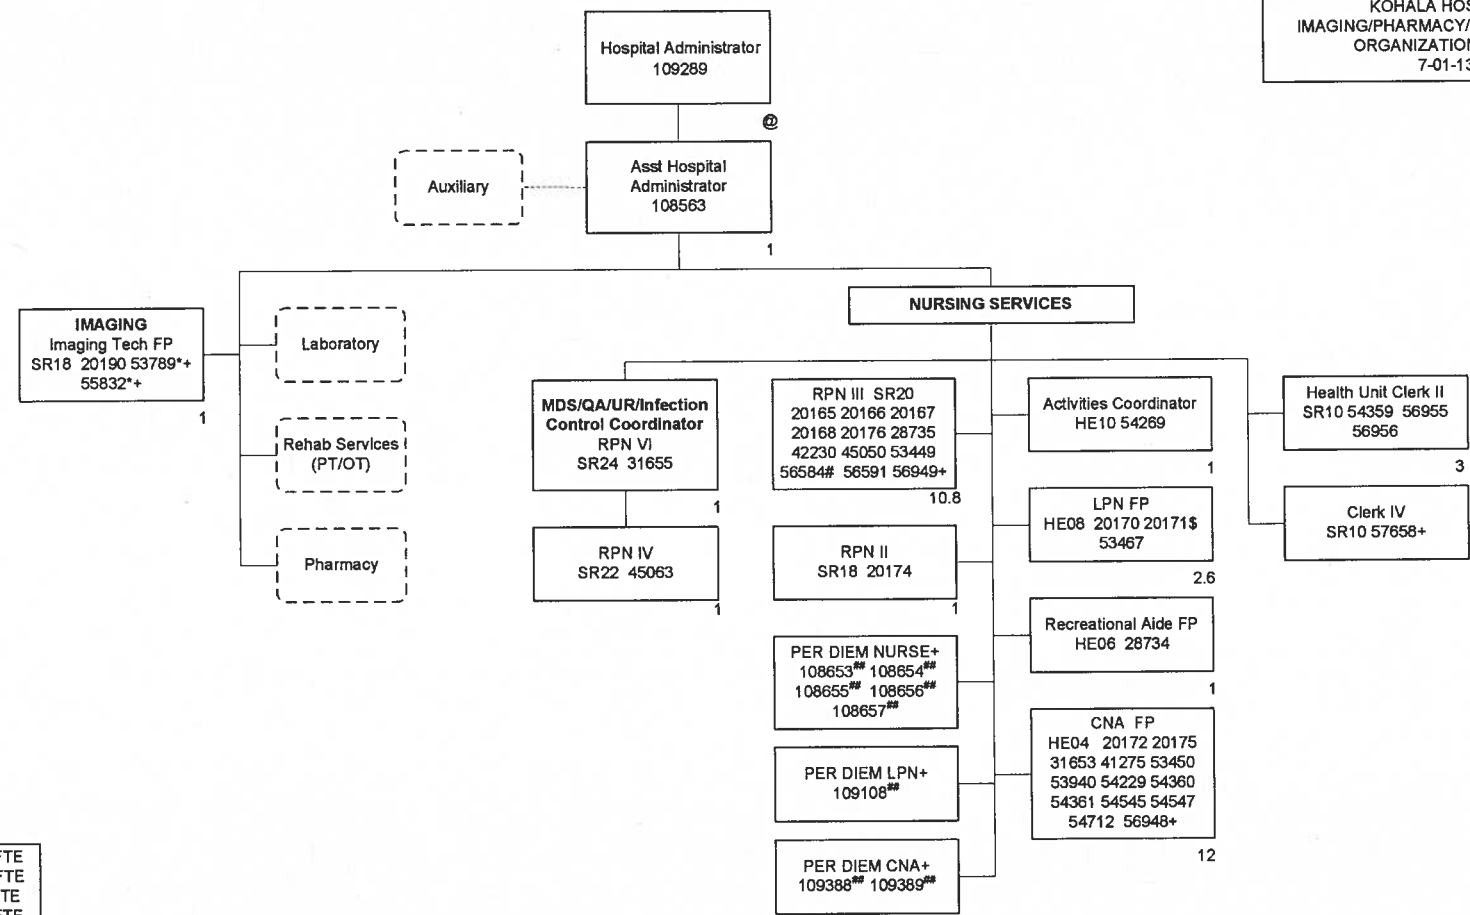 KOHALA HOS
IMAGING/PHARMACY/
ORGANIZATION
7-01-13
Hospital Administrator
109289
@
Auxiliary
Asst Hospital
Administrator
108563
1
NURSING SERVICES
IMAGING
Imaging Tech FP
SR18 20190 53789*+
55832*+
1
Laboratory
Rehab Services
(PT/OT)
Pharmacy
MDS/QA/UR/Infection
Control Coordinator
RPN VI
SR24 31655
1
RPN IV
SR22 45063
1
RPN III SR20
20165 20166 20167
20168 20176 28735
42230 45050 53449
56584# 56591 56949+
10.8
RPN II
SR18 20174
1
PER DIEM NURSE+
108653## 108654##
108655## 108656##
108657##
PER DIEM LPN+
109108##
PER DIEM CNA+
109388## 109389##
Activities Coordinator
HE10 54269
1
LPN FP
HE08 20170 20171$
53467
2.6
Recreational Aide FP
HE06 28734
1
CNA FP
HE04 20172 20175
31653 41275 53450
53940 54229 54360
54361 54545 54547
54712 56948+
12
Health Unit Clerk II
SR10 54359 56955
56956
3
Clerk IV
SR10 57658+
FTE
FTE
FTE
FTE